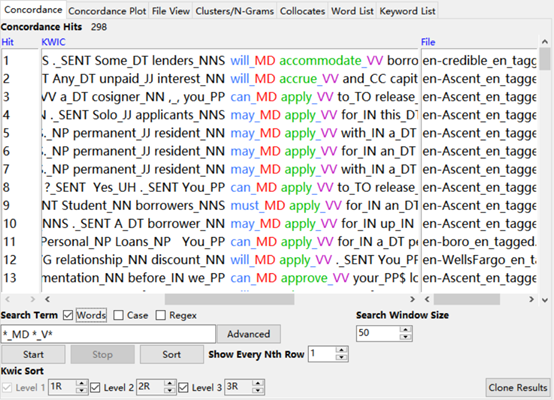 Concordance Concordance Plot File View Clusters/N-Grams Collocates Word List Keyword List
Concordance Hits 298
Hit KWIC File
1 S ._SENT Some_DT lenders_NNS will_MD accommodate_VV borro en-credible_en_tagg
2 T Any_DT unpaid_JJ interest_NN will_MD accrue_VV and_CC capit en-Ascent_en_tagge
3 VV a_DT cosigner_NN ,_, you_PP can_MD apply_VV to_TO release_ en-Ascent_en_tagge
4 N ._SENT Solo_JJ applicants_NNS may_MD apply_VV for_IN this_DT en-Ascent_en_tagge
5 ._NP permanent_JJ resident_NN may_MD apply_VV with_IN a_DT en-Ascent_en_tagge
6 ._NP permanent_JJ resident_NN may_MD apply_VV for_IN an_DT en-Ascent_en_tagge
7 ._NP permanent_JJ resident_NN may_MD apply_VV with_IN a_DT en-Ascent_en_tagge
8 ?_SENT Yes_UH ._SENT You_PP can_MD apply_VV to_TO release_ en-Ascent_en_tagge
9 NT Student_NN borrowers_NNS must_MD apply_VV for_IN an_DT en-Ascent_en_tagge
10 NNS ._SENT A_DT borrower_NN may_MD apply_VV for_IN up_IN en-Ascent_en_tagge
11 Personal_NP Loans_NP You_PP can_MD apply_VV for_IN a_DT pe en-boro_en_tagged.
12 G relationship_NN discount_NN will_MD apply_VV ._SENT You_P en-WellsFargo_en_ta
13 mentation_NN before_IN we_PP can_MD approve_VV your_PP$ lo en-Ascent_en_tagge
Search Term Words Case Regex Search Window Size
*_MD *_V* Advanced 50
Start Stop Sort Show Every Nth Row 1
Kwic Sort
Level 1 1R Level 2 2R Level 3 3R Clone Results